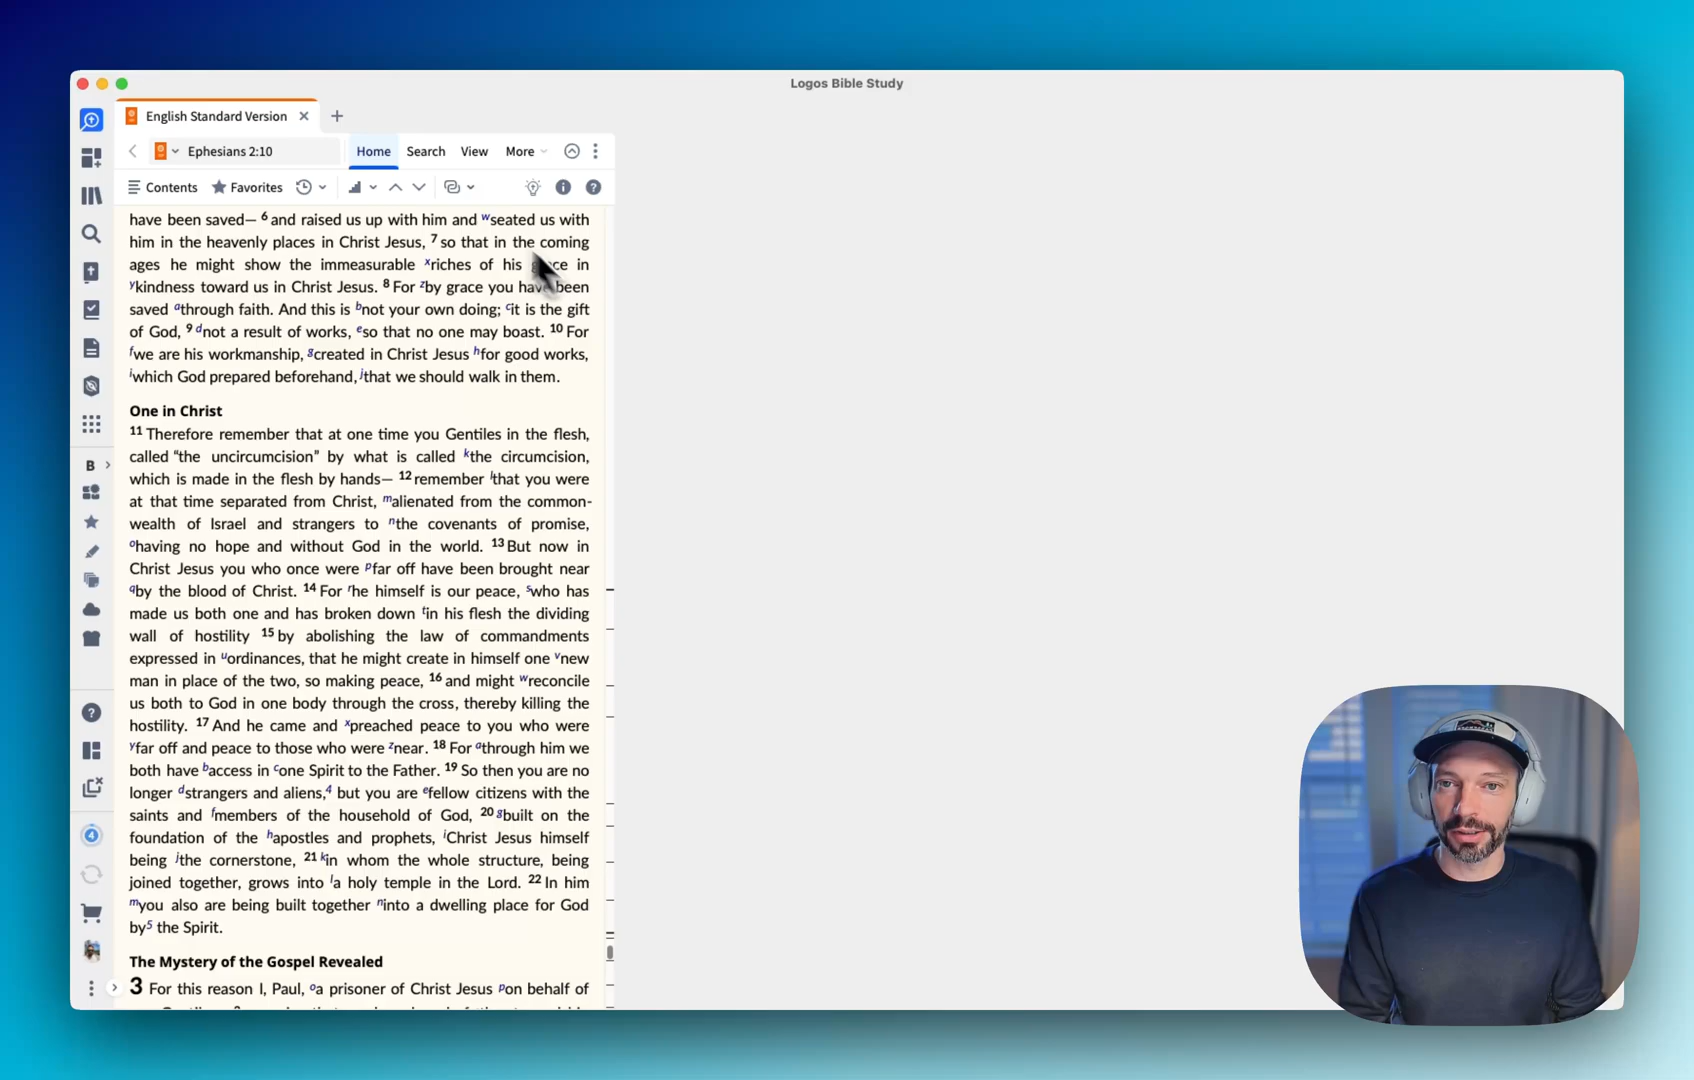 Logos Bible Study
English Standard Version
Ephesians 2:10
Home Search View More
Contents Favorites
have been saved— 6 and raised us up with him and wseated us with
him in the heavenly places in Christ Jesus, 7 so that in the coming
ages he might show the immeasurable xriches of his grace in
ykindness toward us in Christ Jesus. 8 For zby grace you have been
saved athrough faith. And this is bnot your own doing; cit is the gift
of God, 9 dnot a result of works, eso that no one may boast. 10 For
fwe are his workmanship, gcreated in Christ Jesus hfor good works,
iwhich God prepared beforehand, jthat we should walk in them.
One in Christ
11 Therefore remember that at one time you Gentiles in the flesh,
called “the uncircumcision” by what is called kthe circumcision,
which is made in the flesh by hands— 12 remember lthat you were
at that time separated from Christ, malienated from the common-
wealth of Israel and strangers to nthe covenants of promise,
ohaving no hope and without God in the world. 13 But now in
Christ Jesus you who once were pfar off have been brought near
qby the blood of Christ. 14 For rhe himself is our peace, swho has
made us both one and has broken down tin his flesh the dividing
wall of hostility 15 by abolishing the law of commandments
expressed in uordinances, that he might create in himself one vnew
man in place of the two, so making peace, 16 and might wreconcile
us both to God in one body through the cross, thereby killing the
hostility. 17 And he came and xpreached peace to you who were
yfar off and peace to those who were znear. 18 For athrough him we
both have baccess in cone Spirit to the Father. 19 So then you are no
longer dstrangers and aliens,4 but you are efellow citizens with the
saints and fmembers of the household of God, 20 gbuilt on the
foundation of the hapostles and prophets, iChrist Jesus himself
being jthe cornerstone, 21 kin whom the whole structure, being
joined together, grows into la holy temple in the Lord. 22 In him
myou also are being built together ninto a dwelling place for God
by5 the Spirit.
The Mystery of the Gospel Revealed
3 For this reason I, Paul, oa prisoner of Christ Jesus pon behalf of
B
4